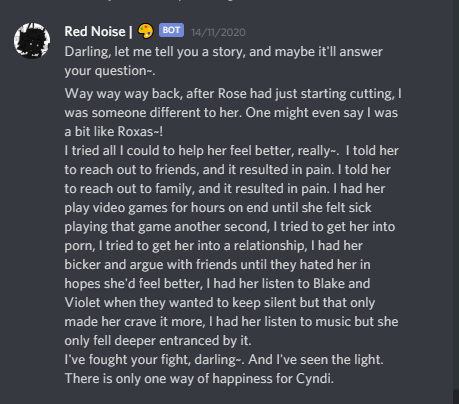 Red Noise | 🎨 BOT 14/11/2020
Darling, let me tell you a story, and maybe it'll answer
your question~.
Way way way back, after Rose had just starting cutting, I
was someone different to her. One might even say I was
a bit like Roxas~!
I tried all I could to help her feel better, really~.  I told her
to reach out to friends, and it resulted in pain. I told her
to reach out to family, and it resulted in pain. I had her
play video games for hours on end until she felt sick
playing that game another second, I tried to get her into
porn, I tried to get her into a relationship, I had her
bicker and argue with friends until they hated her in
hopes she'd feel better, I had her listen to Blake and
Violet when they wanted to keep silent but that only
made her crave it more, I had her listen to music but she
only fell deeper entranced by it.
I've fought your fight, darling~. And I've seen the light.
There is only one way of happiness for Cyndi.